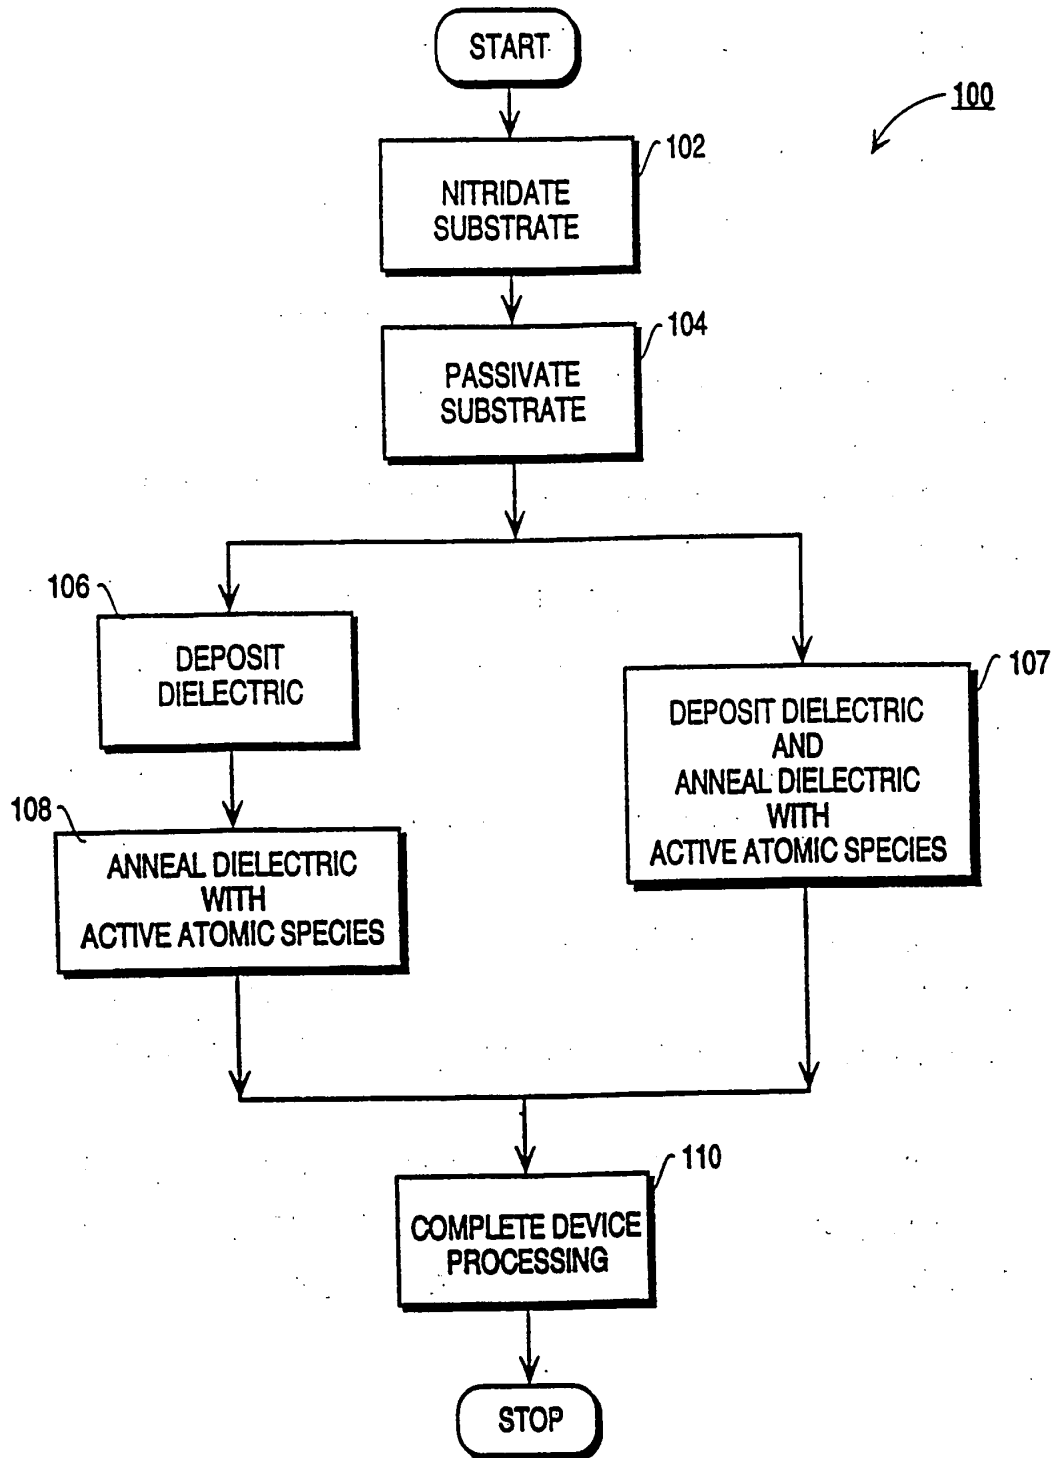 START
100
102
NITRIDATE
SUBSTRATE
104
PASSIVATE
SUBSTRATE
106
DEPOSIT
DIELECTRIC
107
DEPOSIT DIELECTRIC
AND
ANNEAL DIELECTRIC
WITH
ACTIVE ATOMIC SPECIES
108
ANNEAL DIELECTRIC
WITH
ACTIVE ATOMIC SPECIES
110
COMPLETE DEVICE
PROCESSING
STOP